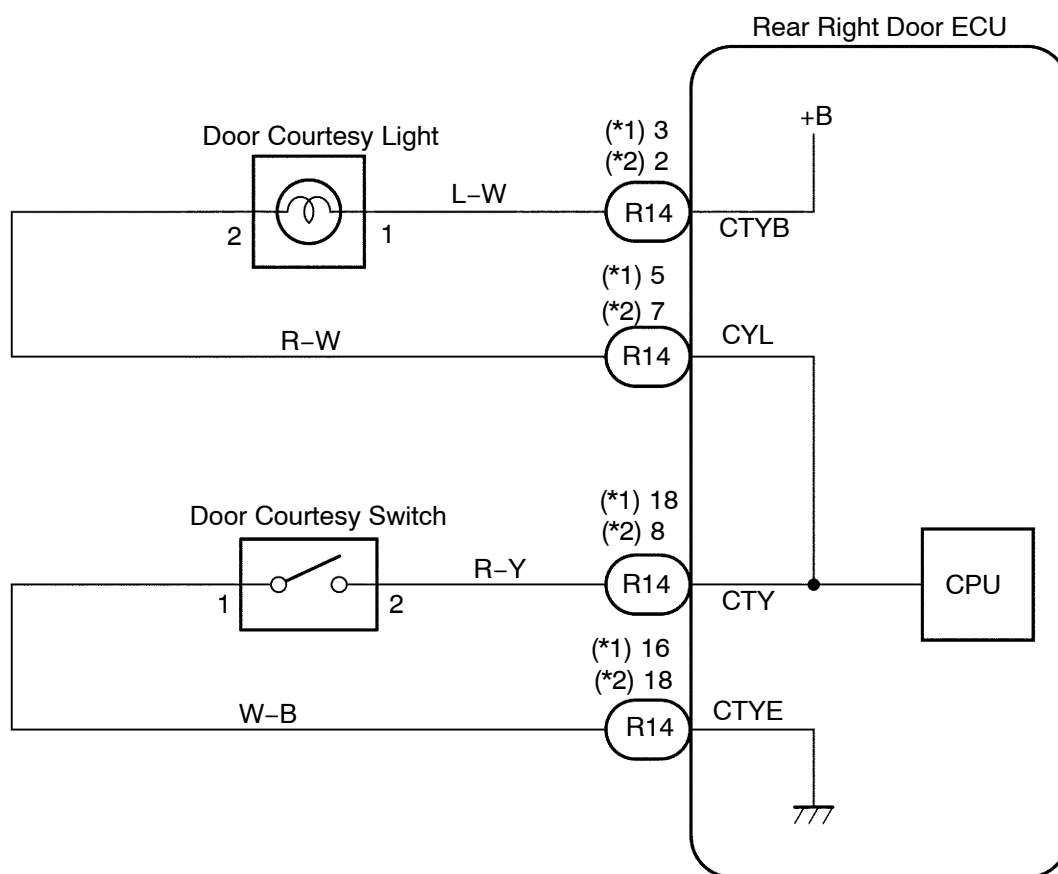 Rear Right Door ECU
+B
Door Courtesy Light
(*1) 3
(*2) 2
L-W
R14
CTYB
2
1
(*1) 5
(*2) 7
R-W
R14
CYL
Door Courtesy Switch
(*1) 18
(*2) 8
R-Y
R14
CTY
CPU
1
2
(*1) 16
(*2) 18
W-B
R14
CTYE